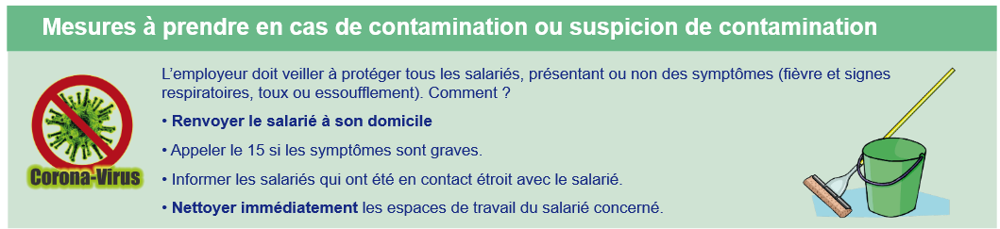 Mesures à prendre en cas de contamination ou suspicion de contamination
L'employeur doit veiller à protéger tous les salariés, présentant ou non des symptômes (fièvre et signes
respiratoires, toux ou essoufflement). Comment ?
• Renvoyer le salarié à son domicile
• Appeler le 15 si les symptômes sont graves.
• Informer les salariés qui ont été en contact étroit avec le salarié.
Corona-Virus
• Nettoyer immédiatement les espaces de travail du salarié concerné.